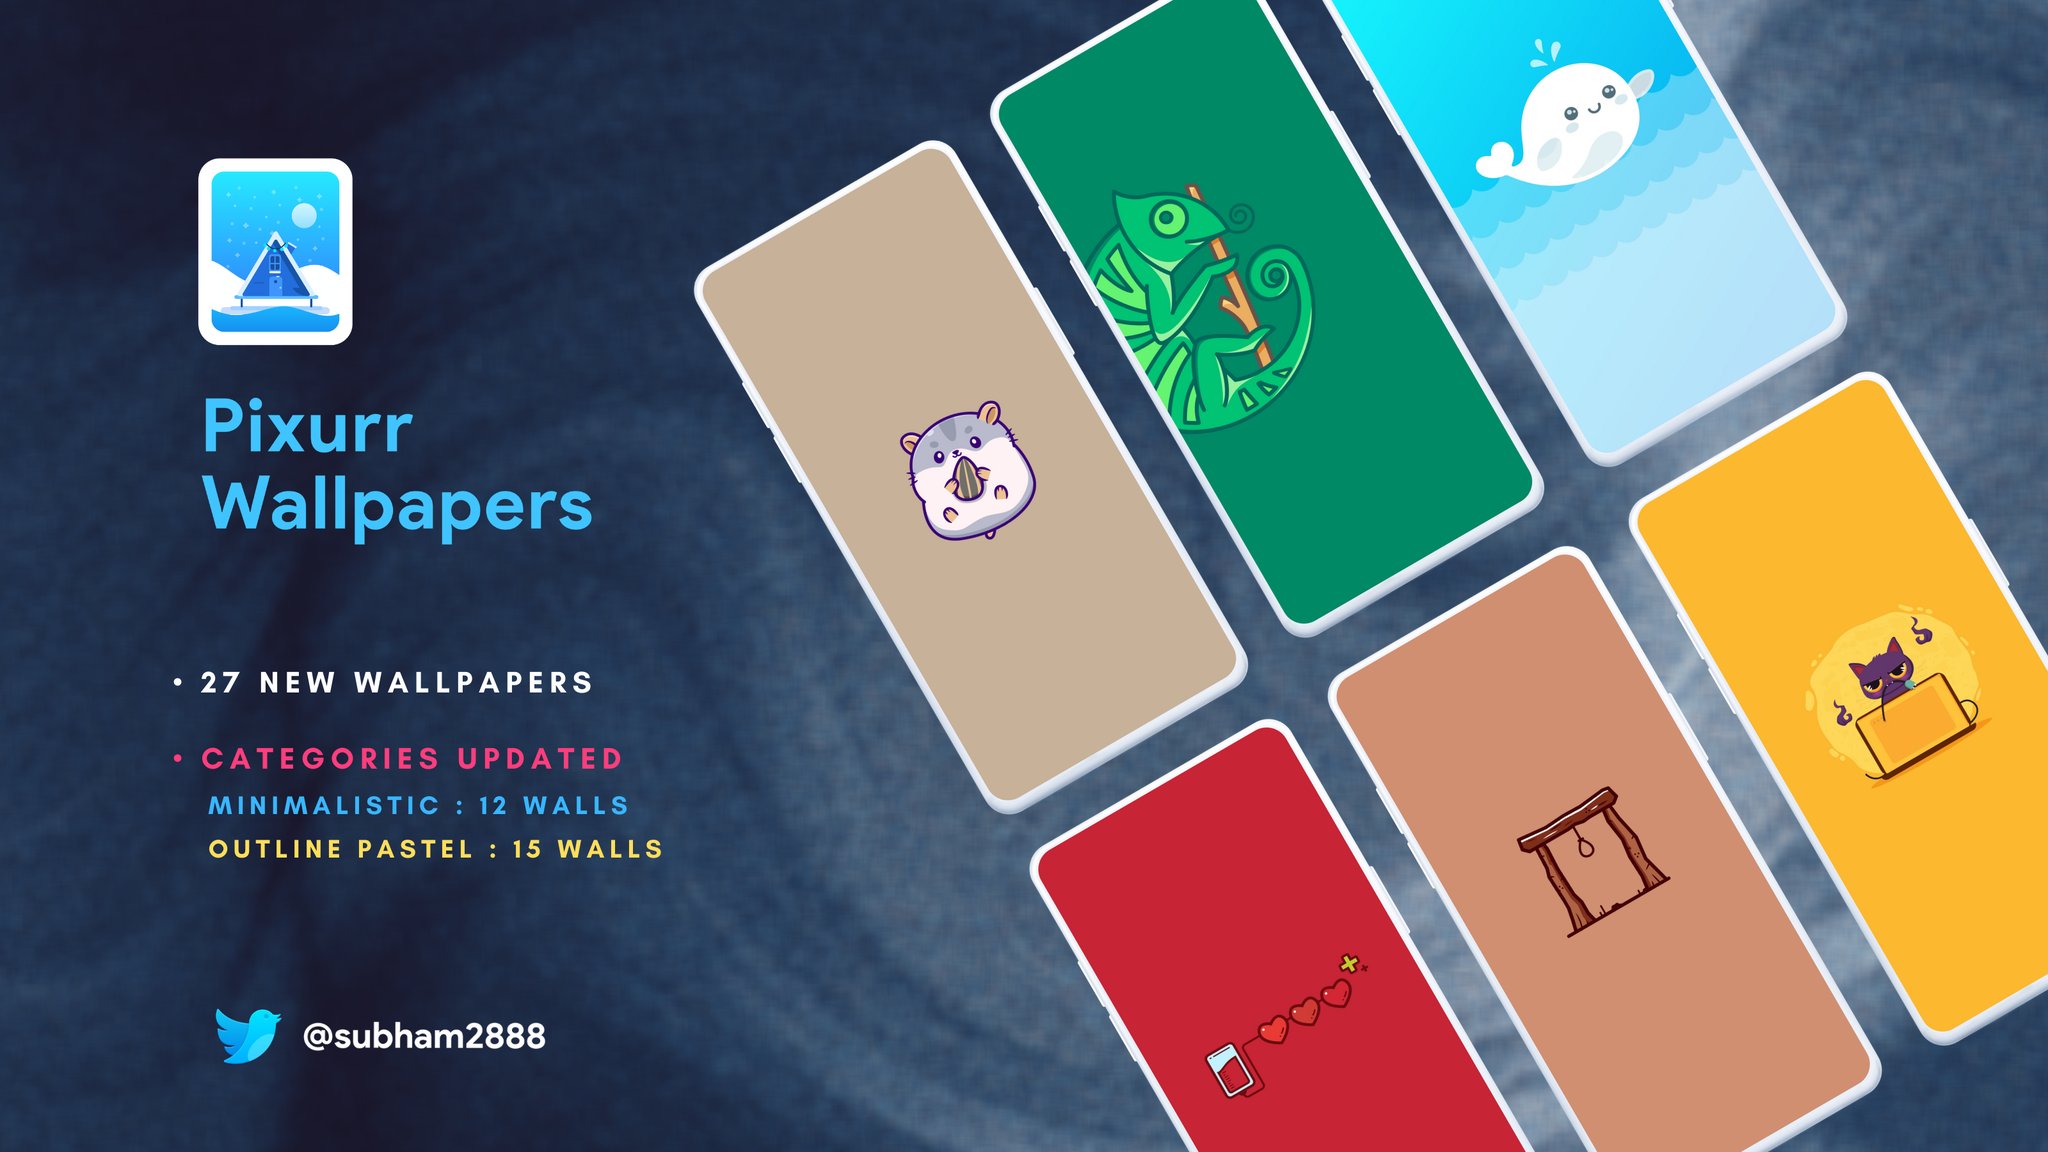 Pixurr
Wallpapers
• 27 NEW WALLPAPERS
• CATEGORIES UPDATED
MINIMALISTIC : 12 WALLS
OUTLINE PASTEL : 15 WALLS
@subham2888